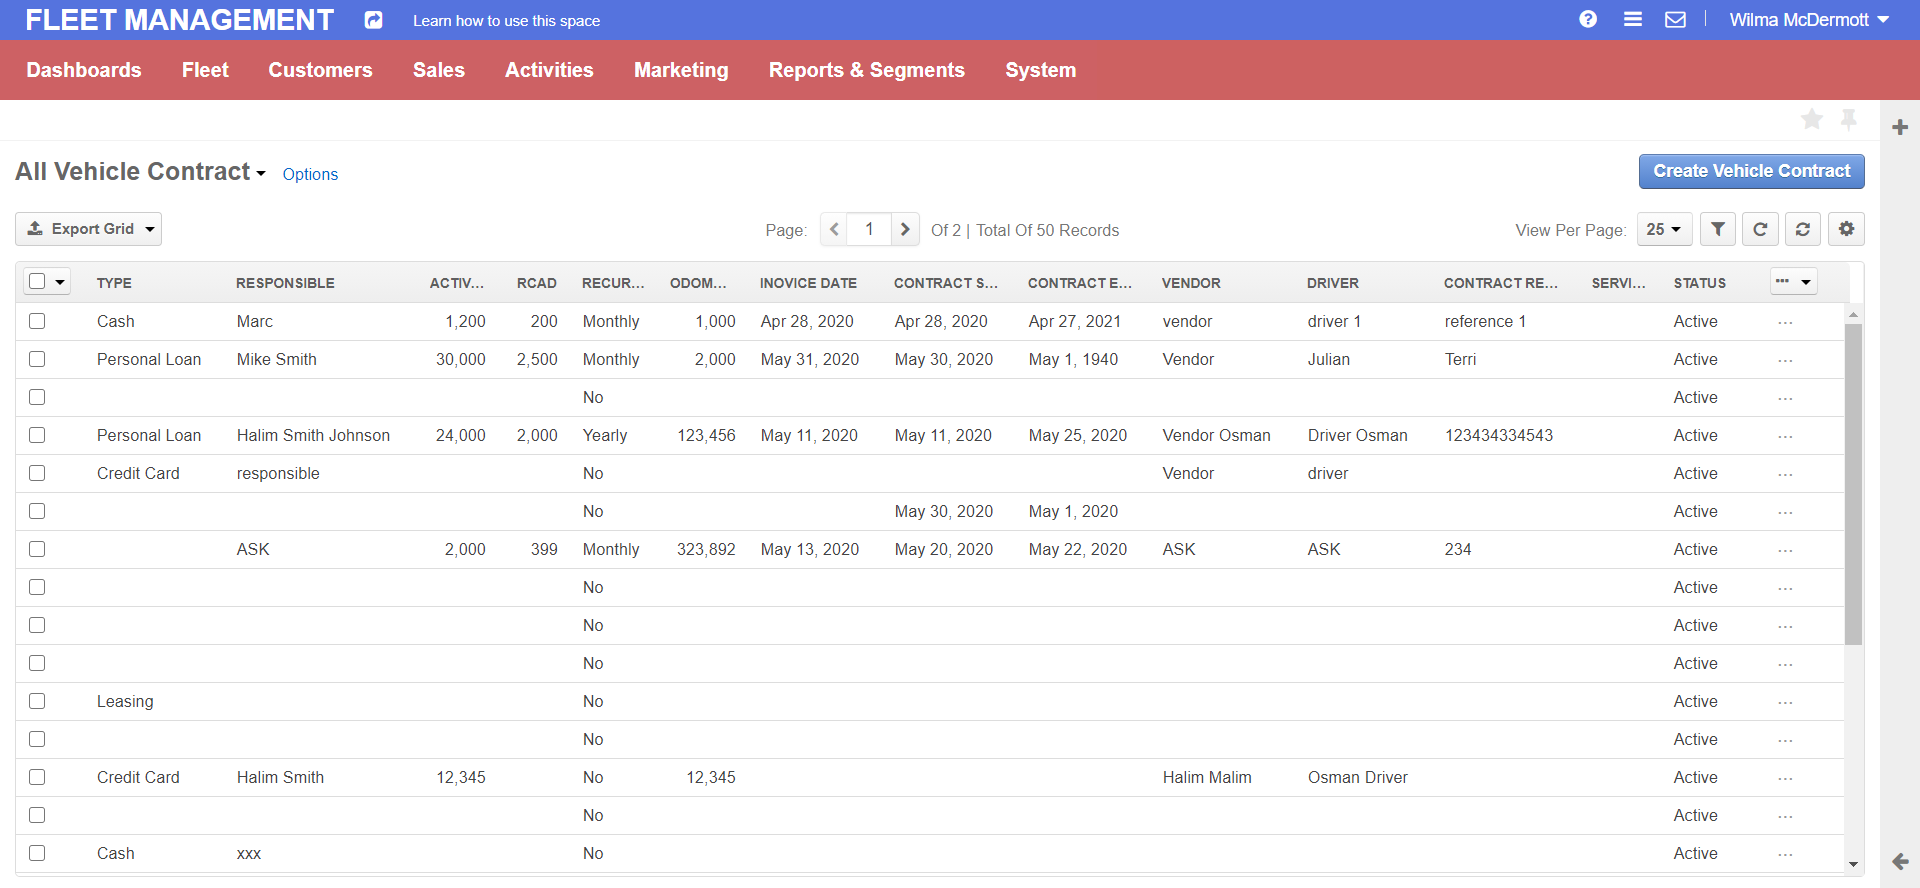 FLEET MANAGEMENT Learn how to use this space Wilma McDermott
Dashboards Fleet Customers Sales Activities Marketing Reports & Segments System
All Vehicle Contract Options Create Vehicle Contract
Export Grid Page: 1 Of 2 | Total Of 50 Records View Per Page: 25
TYPE RESPONSIBLE ACTIV... RCAD RECUR... ODOM... INOVICE DATE CONTRACT S... CONTRACT E... VENDOR DRIVER CONTRACT RE... SERVI... STATUS
Cash Marc 1,200 200 Monthly 1,000 Apr 28, 2020 Apr 28, 2020 Apr 27, 2021 vendor driver 1 reference 1 Active ...
Personal Loan Mike Smith 30,000 2,500 Monthly 2,000 May 31, 2020 May 30, 2020 May 1, 1940 Vendor Julian Terri Active ...
No Active ...
Personal Loan Halim Smith Johnson 24,000 2,000 Yearly 123,456 May 11, 2020 May 11, 2020 May 25, 2020 Vendor Osman Driver Osman 123434334543 Active ...
Credit Card responsible No Vendor driver Active ...
No May 30, 2020 May 1, 2020 Active ...
ASK 2,000 399 Monthly 323,892 May 13, 2020 May 20, 2020 May 22, 2020 ASK ASK 234 Active ...
No Active ...
No Active ...
No Active ...
Leasing No Active ...
No Active ...
Credit Card Halim Smith 12,345 No 12,345 Halim Malim Osman Driver Active ...
No Active ...
Cash xxx No Active ...